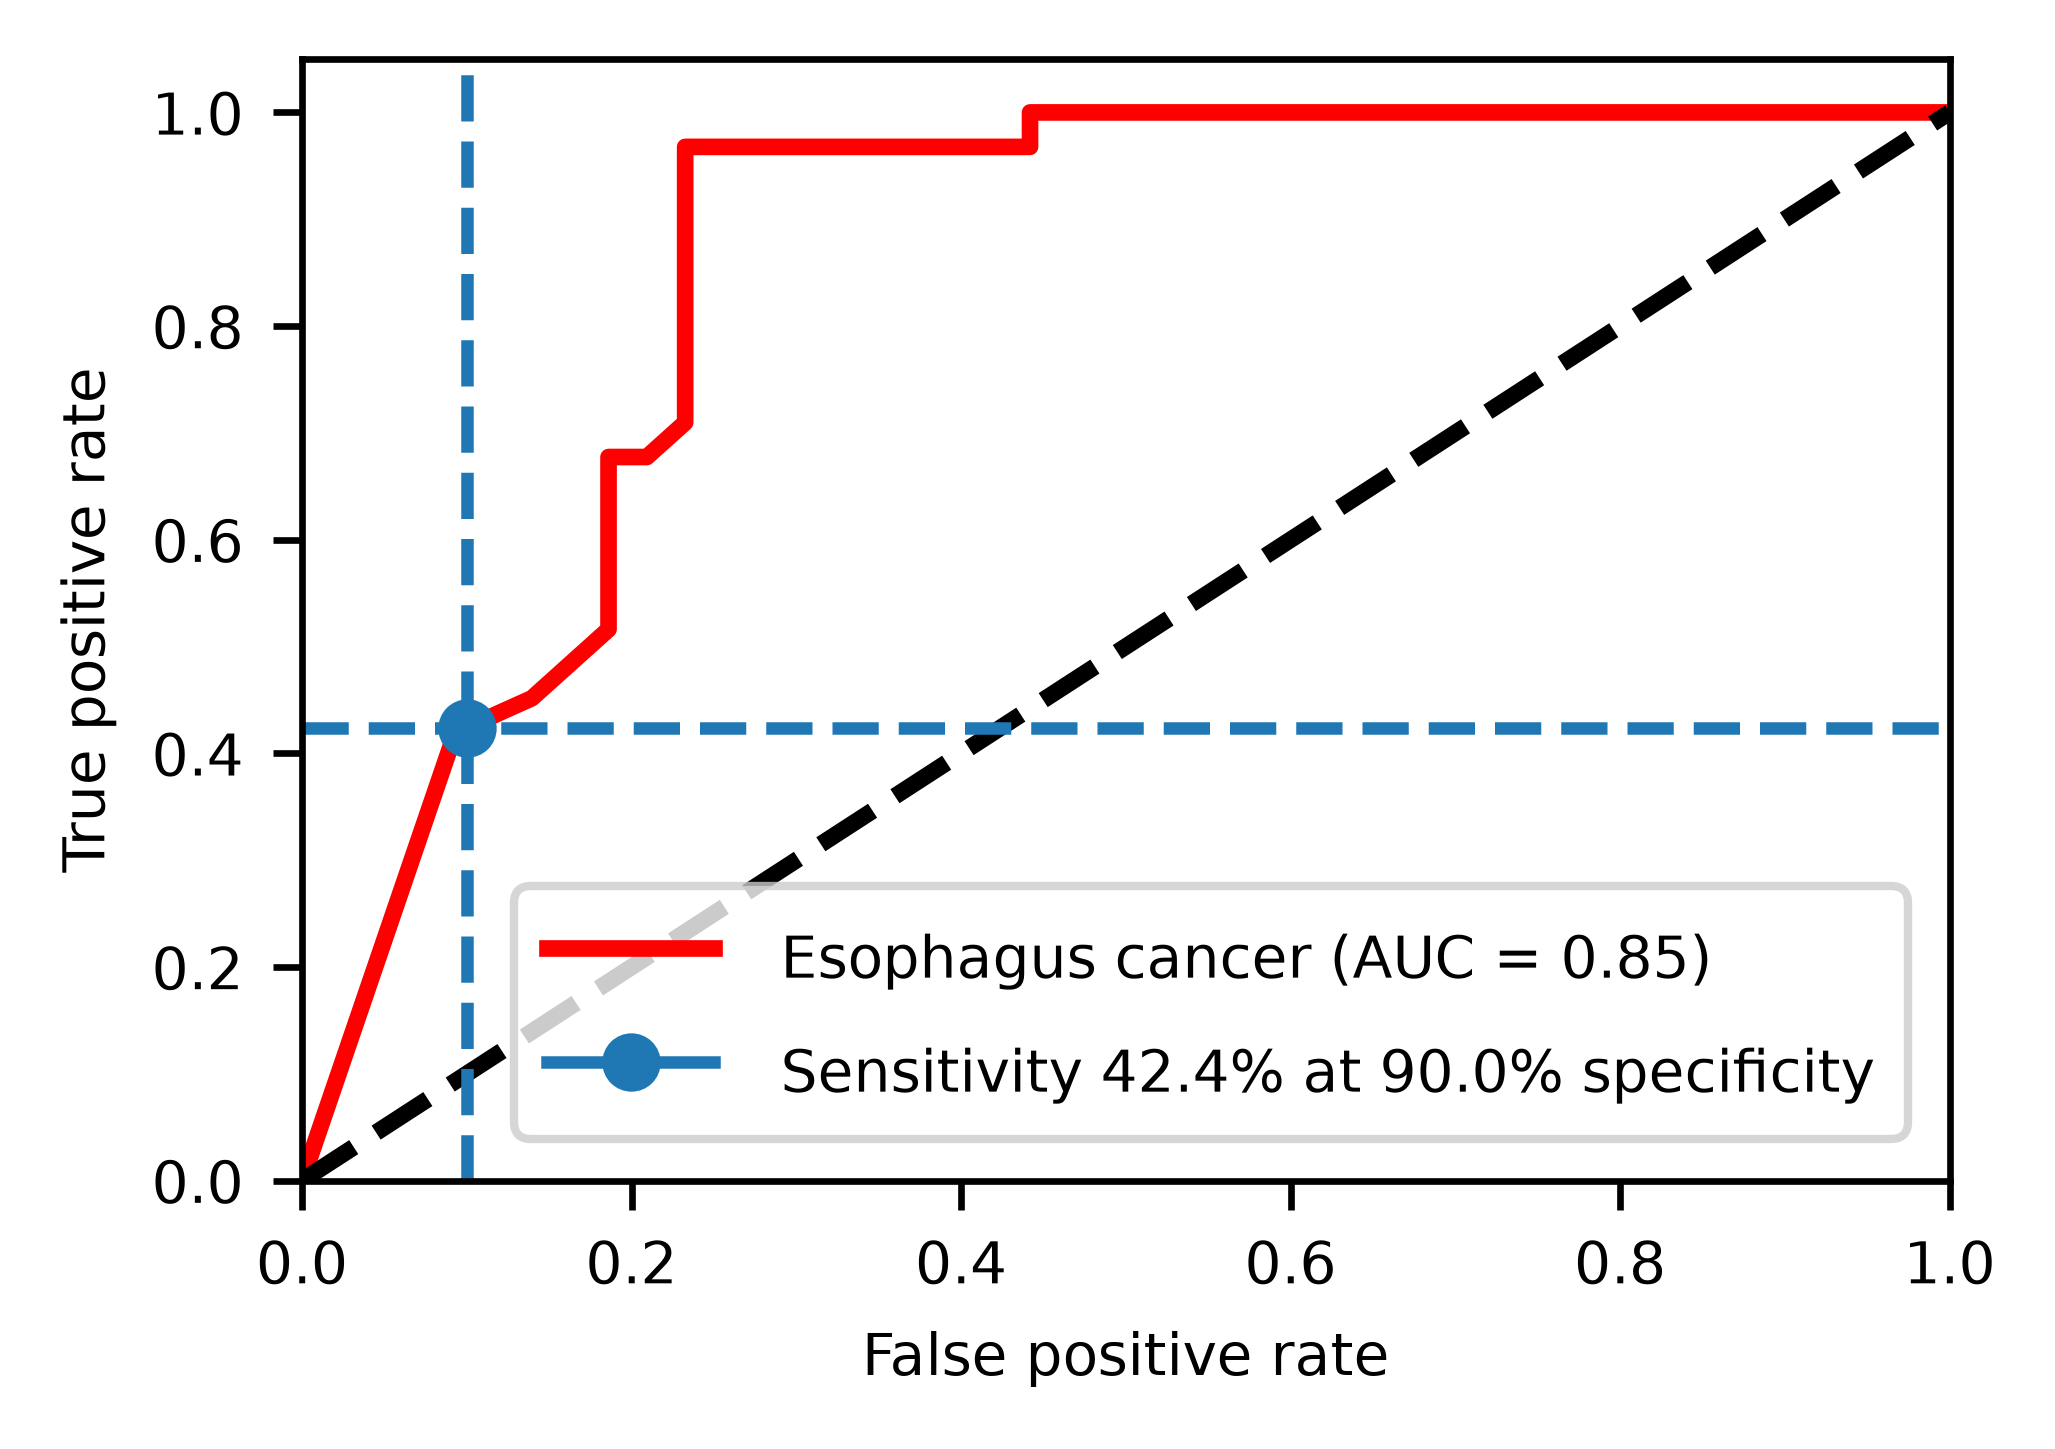 1.0
0.8
0.6
0.4
0.2
0.0
True positive rate
Esophagus cancer (AUC = 0.85)
Sensitivity 42.4% at 90.0% specificity
0.0 0.2 0.4 0.6 0.8 1.0
False positive rate